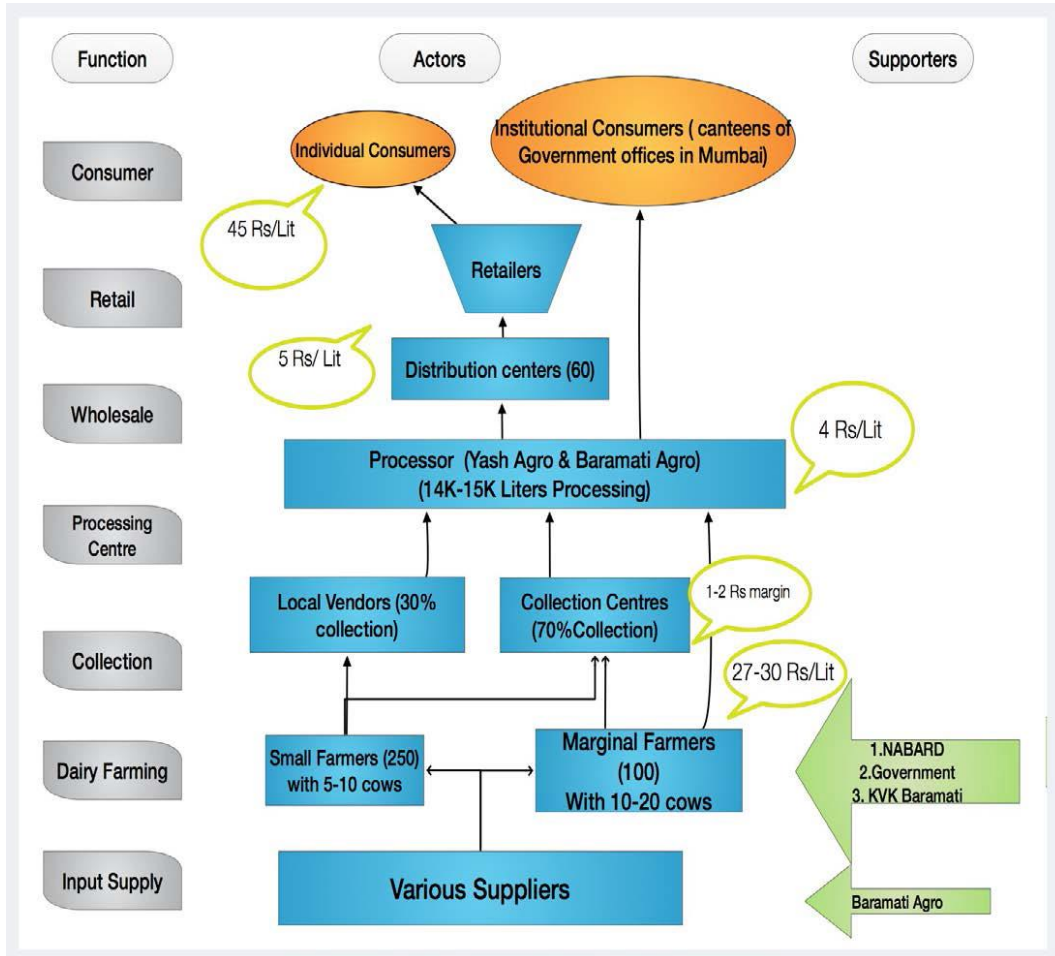 Function
Actors
Supporters
Consumer
Individual Consumers
Institutional Consumers ( canteens of
Government offices in Mumbai)
45 Rs/Lit
Retail
Retailers
5 Rs/ Lit
Distribution centers (60)
Wholesale
4 Rs/Lit
Processor (Yash Agro & Baramati Agro)
(14K-15K Liters Processing)
Processing
Centre
Local Vendors (30%
collection)
Collection Centres
(70%Collection)
1-2 Rs margin
Collection
27-30 Rs/Lit
Dairy Farming
Small Farmers (250)
with 5-10 cows
Marginal Farmers
(100)
With 10-20 cows
1.NABARD
2.Government
3. KVK Baramati
Input Supply
Various Suppliers
Baramati Agro